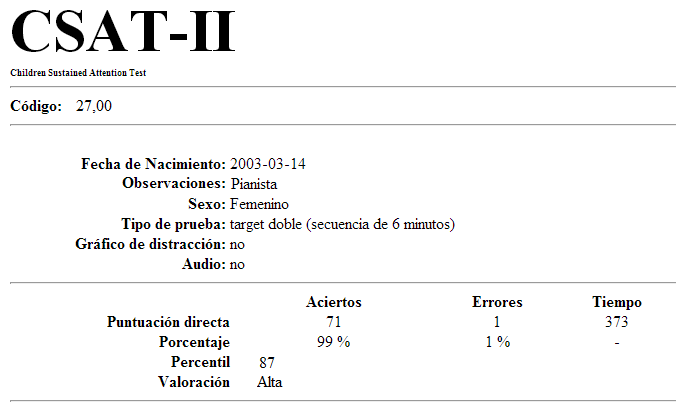 CSAT-II
Children Sustained Attention Test
Código: 27,00
Fecha de Nacimiento: 2003-03-14
Observaciones: Pianista
Sexo: Femenino
Tipo de prueba: target doble (secuencia de 6 minutos)
Gráfico de distracción: no
Audio: no
Aciertos Errores Tiempo
Puntuación directa 71 1 373
Porcentaje 99 % 1 % -
Percentil 87
Valoración Alta